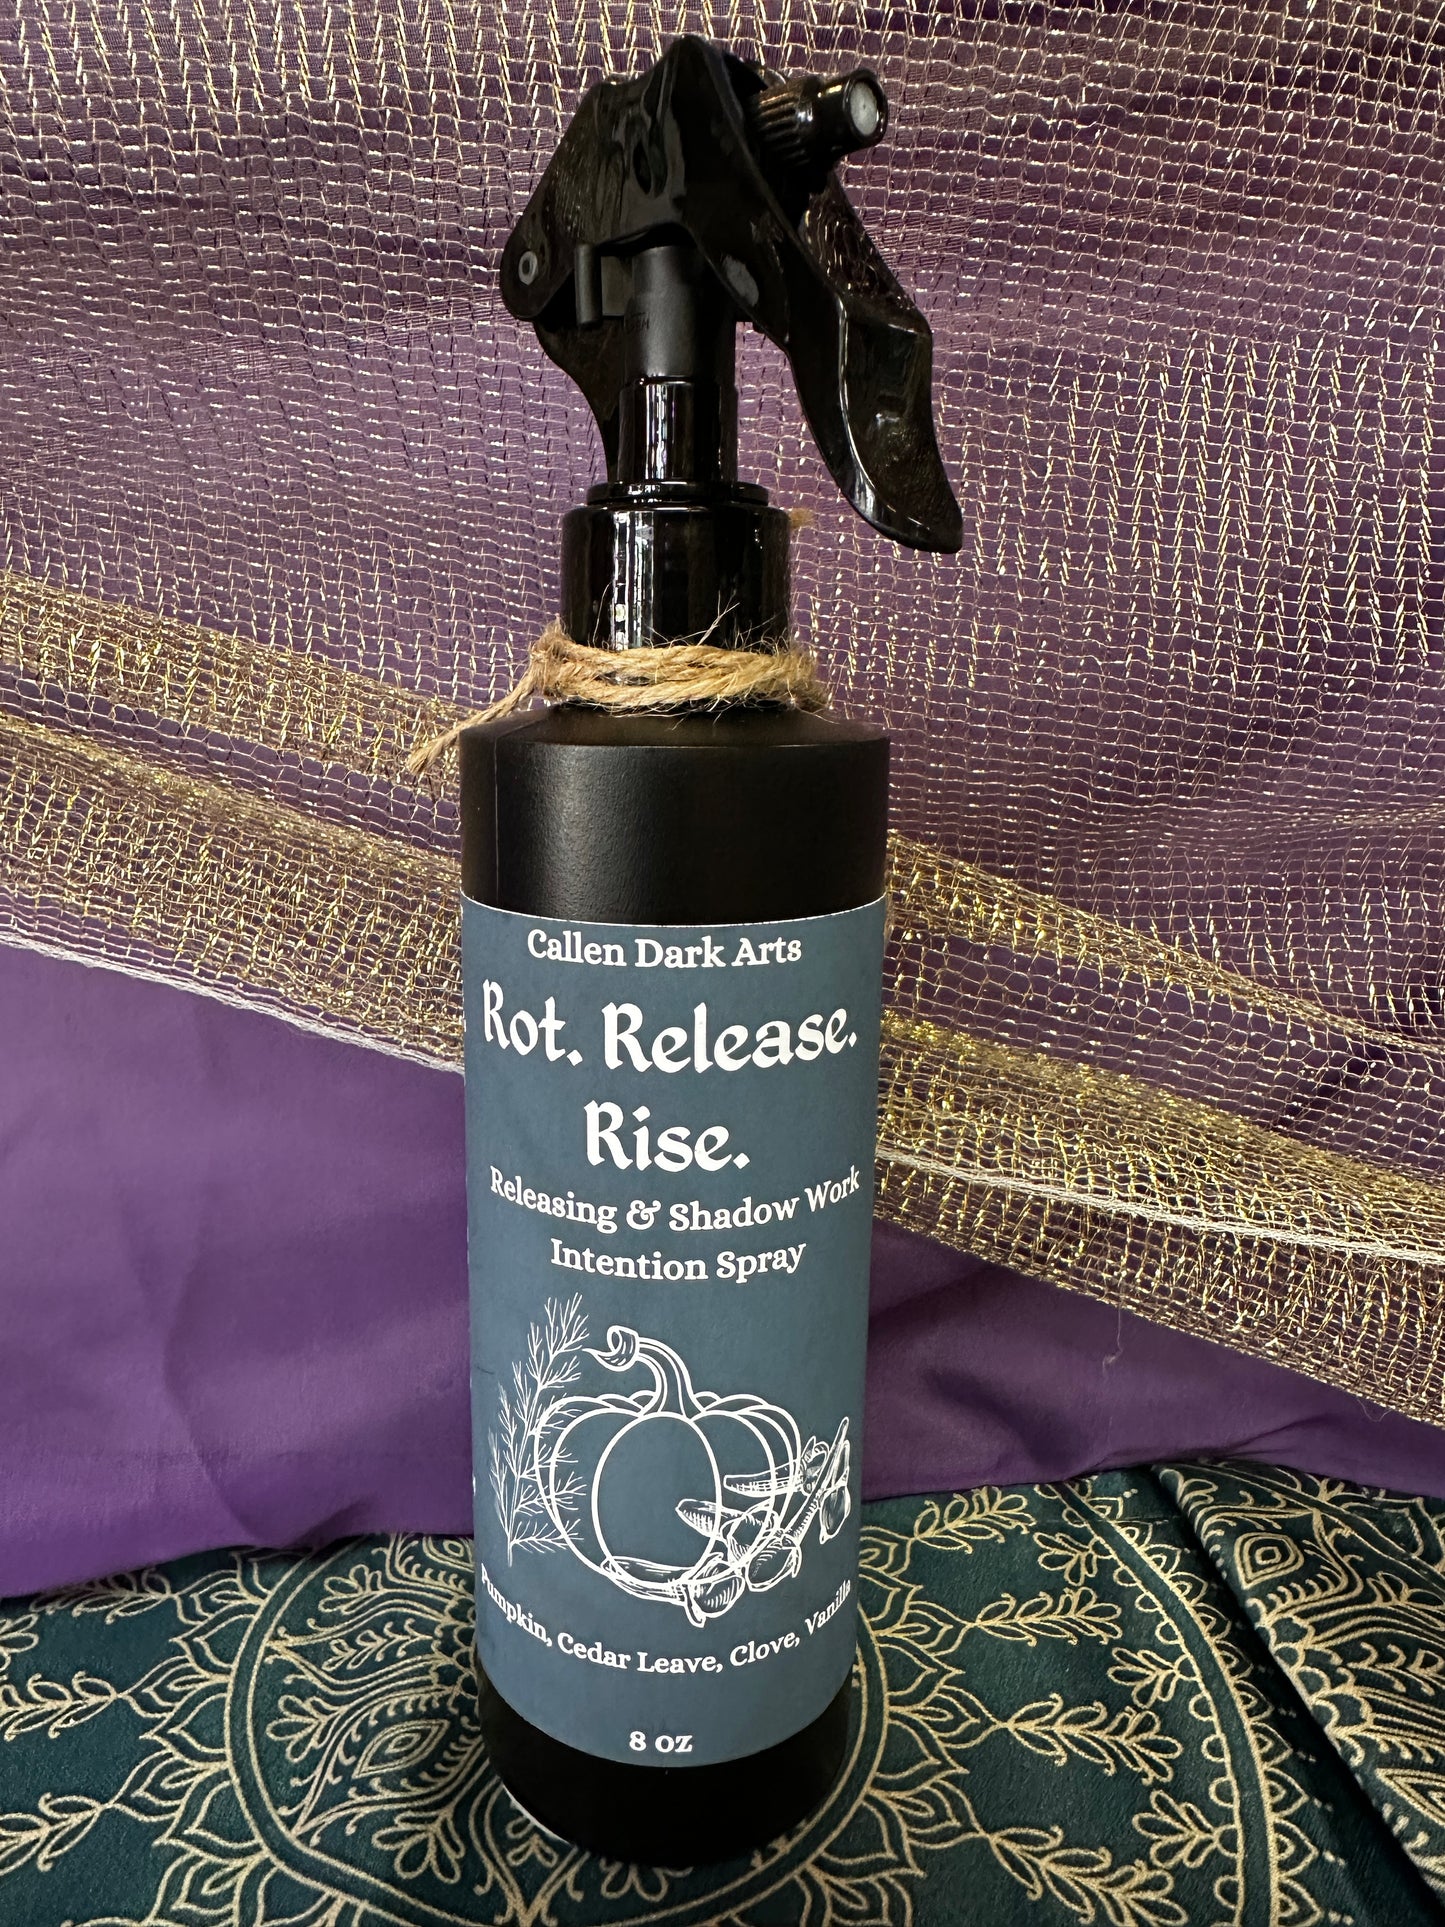 Callen Dark Arts
Rot. Release.
Rise.
Releasing & Shadow Work
Intention Spray
Pumpkin, Cedar Leave, Clove, Vanilla
8 oz